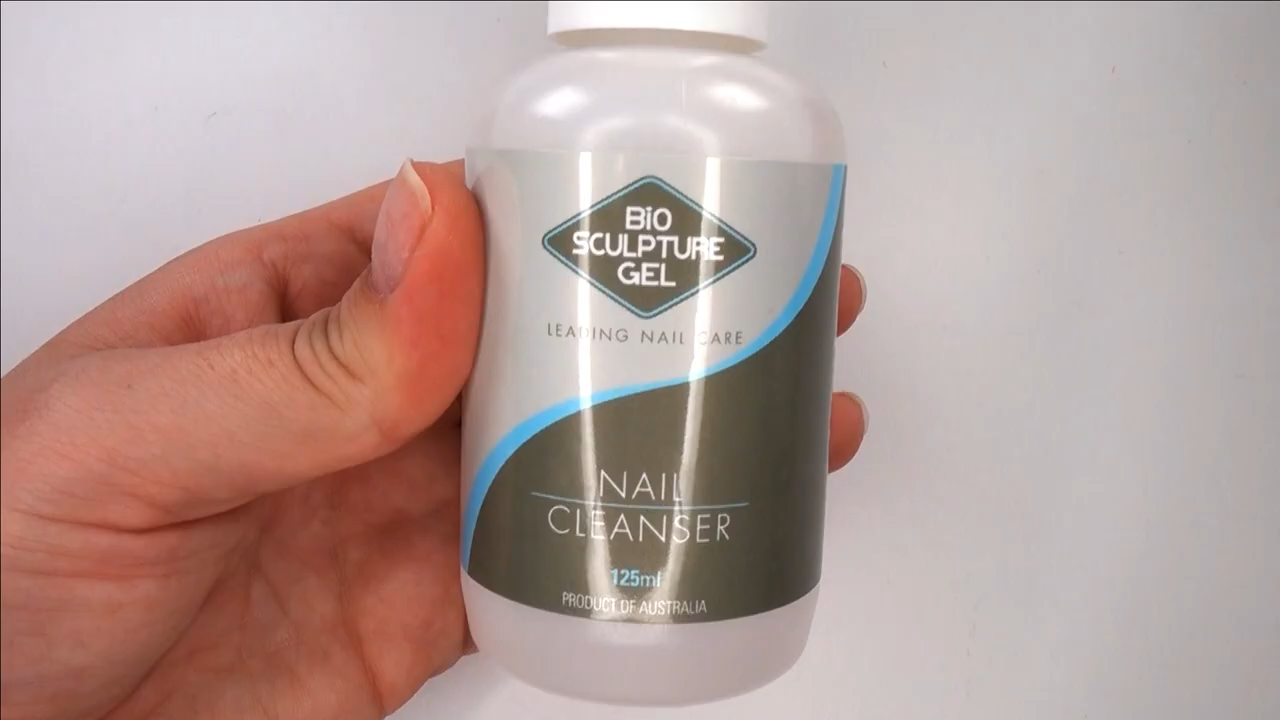 BiO
SCULPTURE
GEL
LEADING NAIL CARE
NAIL
CLEANSER
125ml
PRODUCT OF AUSTRALIA